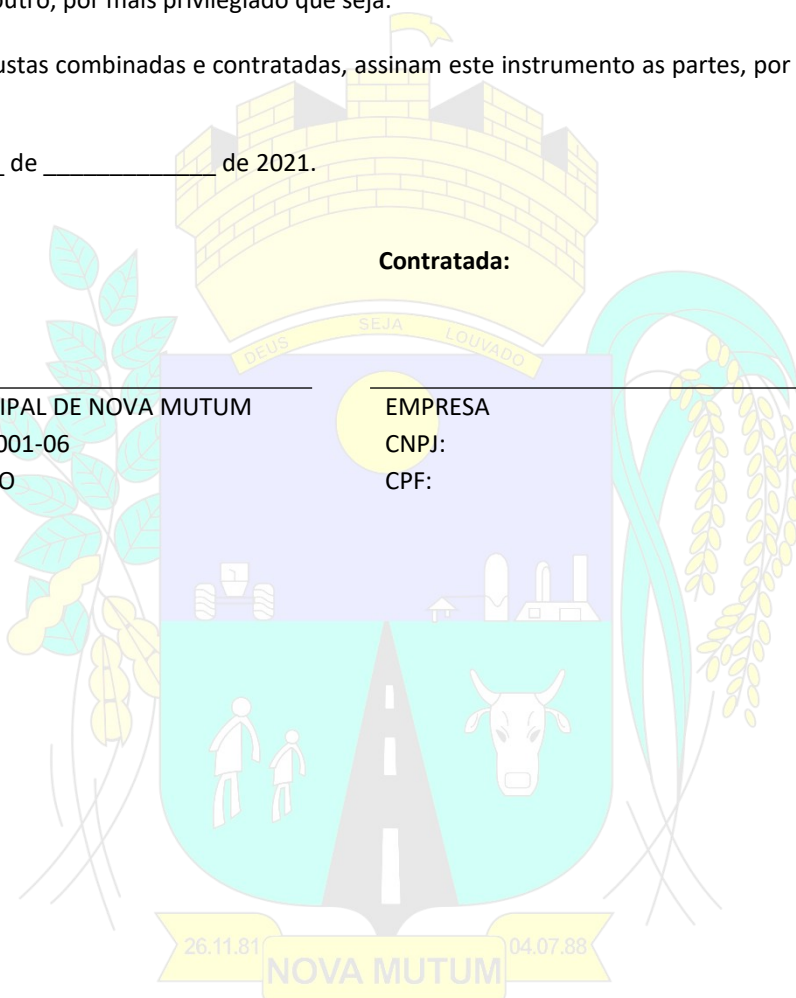 outro, por mais privilegiado que seja.
ustas combinadas e contratadas, assinam este instrumento as partes, por
_ de _____________ de 2021.
Contratada:
DEUS SEJA LOUVADO
IPAL DE NOVA MUTUM EMPRESA
001-06 CNPJ:
O CPF:
26.11.81 NOVA MUTUM 04.07.88